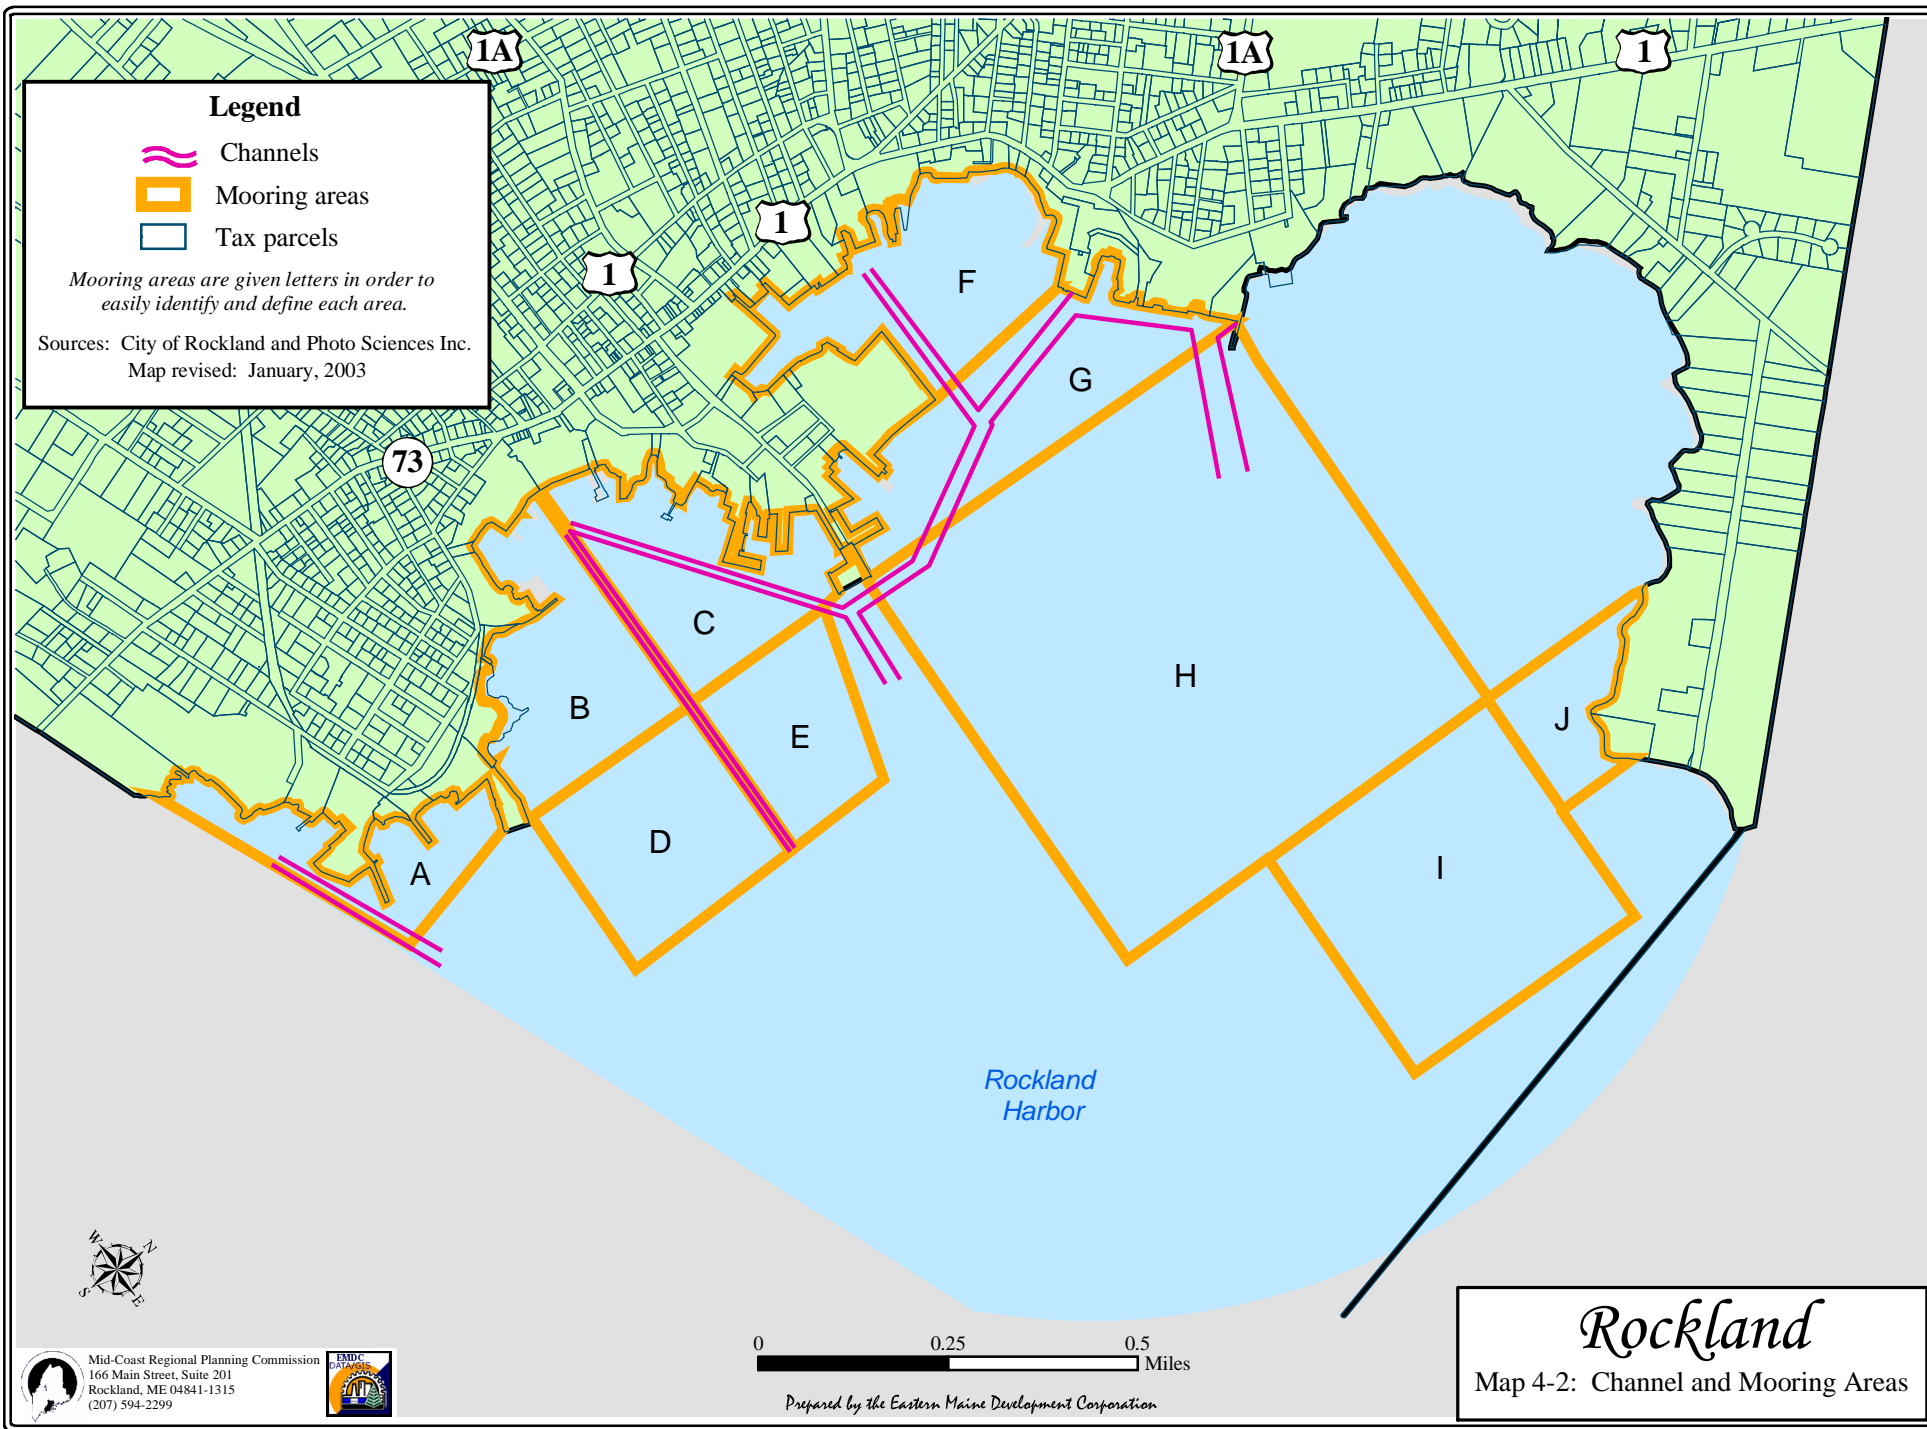 1A
1A
1
Legend
Channels
Mooring areas
Tax parcels
Mooring areas are given letters in order to
easily identify and define each area.
Sources: City of Rockland and Photo Sciences Inc.
Map revised: January, 2003
1
1
73
F
G
C
B
E
H
J
D
A
I
Rockland
Harbor
W
N
S
E
0
0.25
0.5
Miles
Prepared by the Eastern Maine Development Corporation
Mid-Coast Regional Planning Commission
166 Main Street, Suite 201
Rockland, ME 04841-1315
(207) 594-2299
EMDC
DATA/GIS
Rockland
Map 4-2: Channel and Mooring Areas